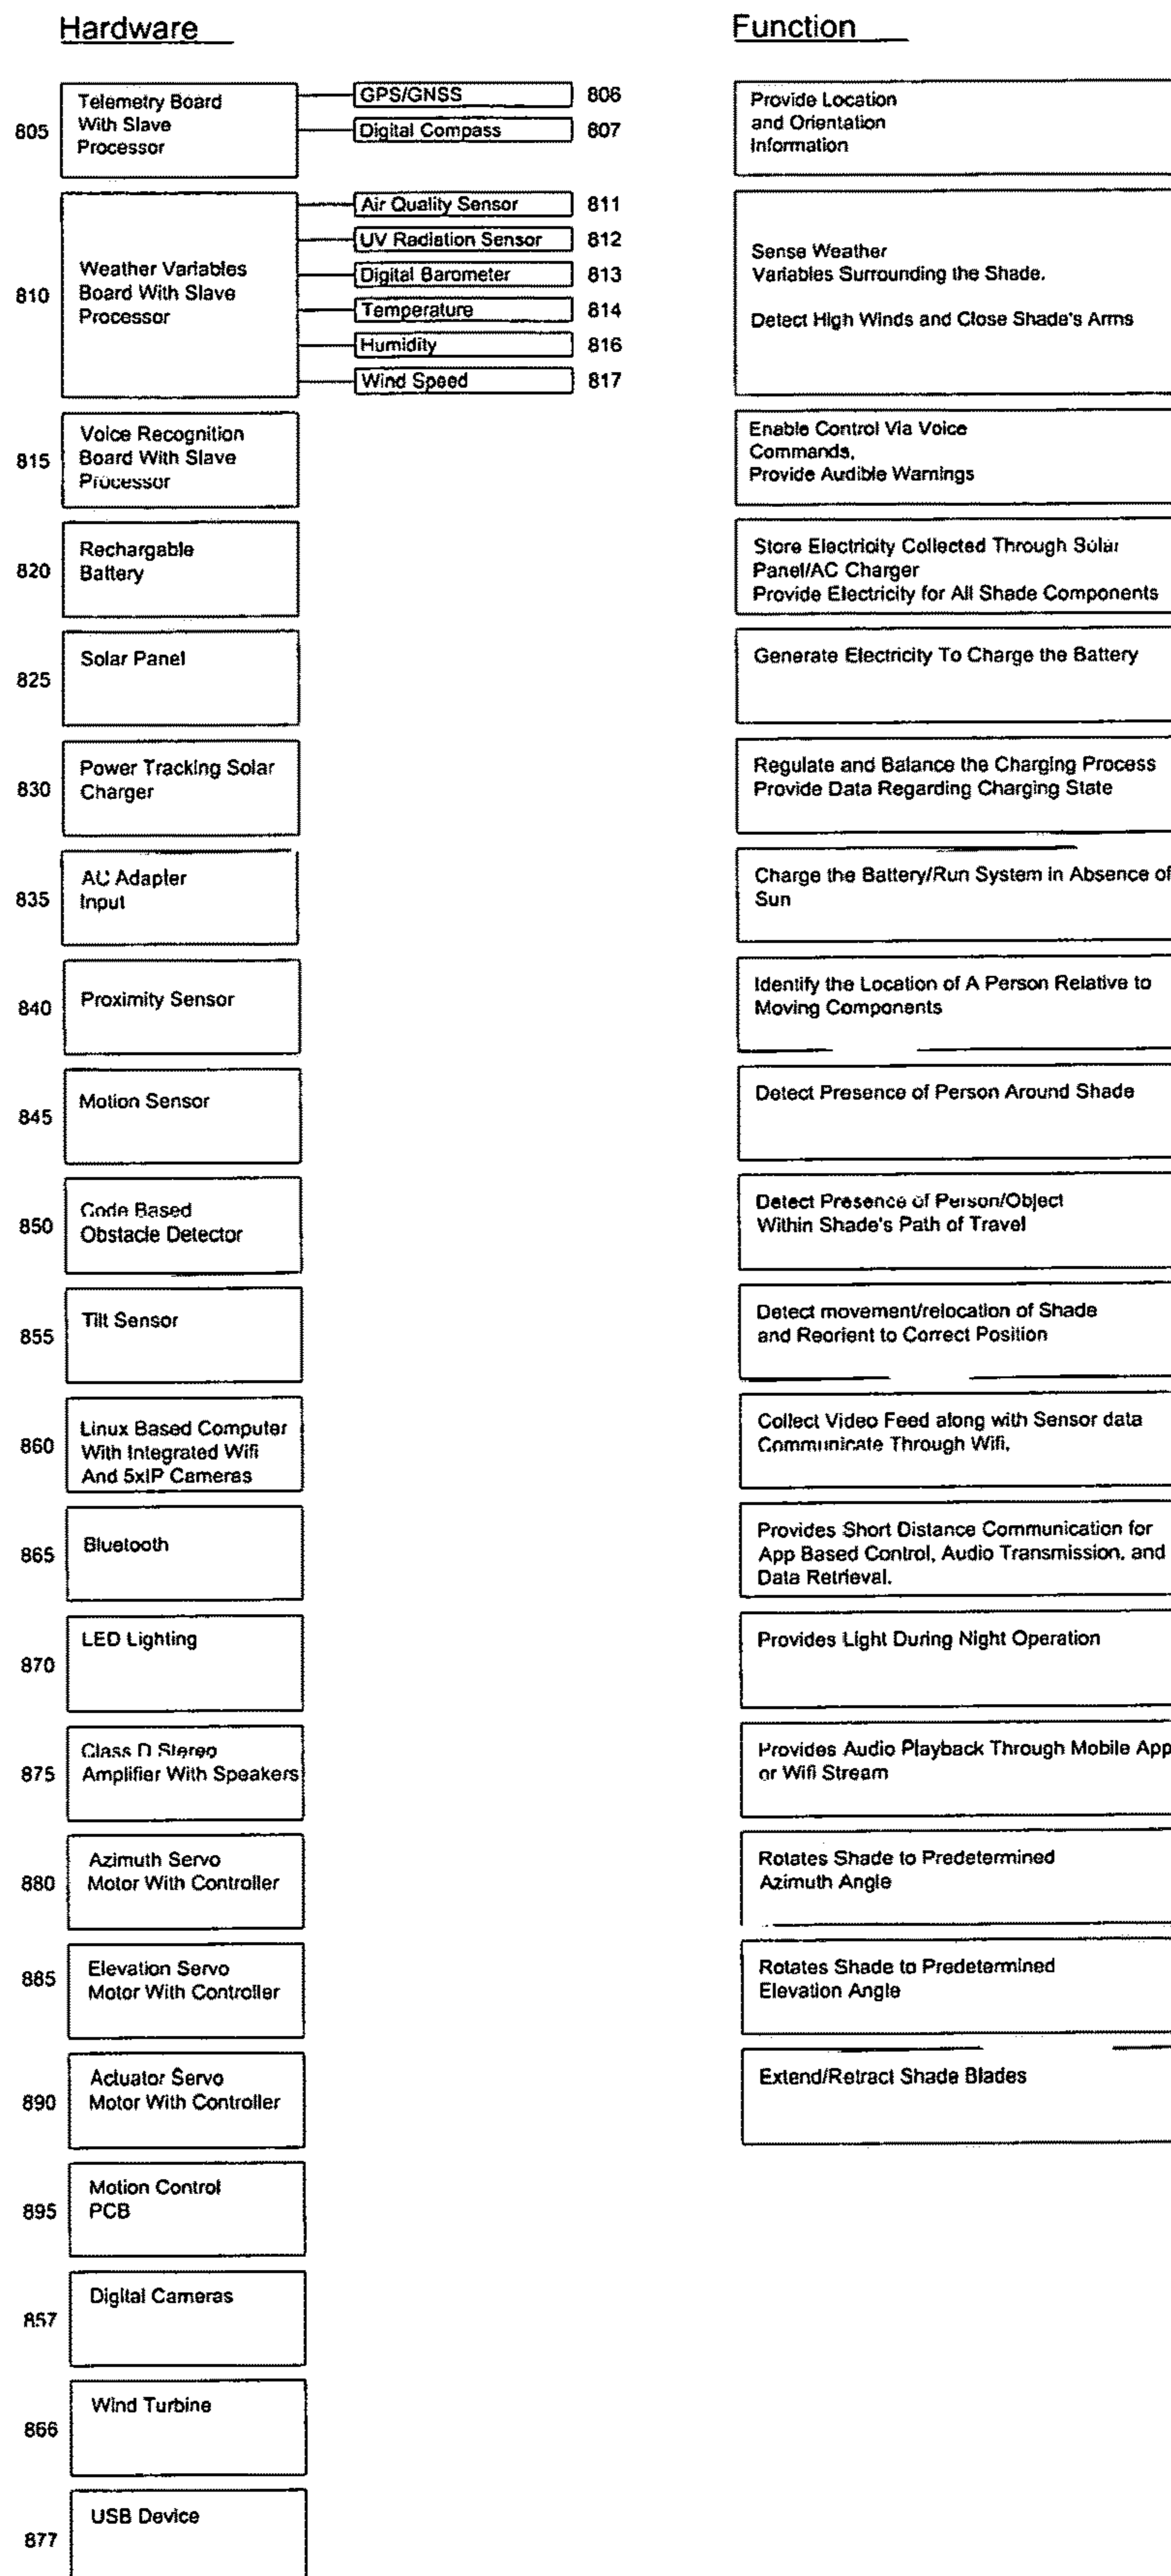 Hardware
Function
805
Telemetry Board
With Slave
Processor
GPS/GNSS
806
Digital Compass
807
Provide Location
and Orientation
Information
810
Weather Variables
Board With Slave
Processor
Air Quality Sensor
811
UV Radiation Sensor
812
Digital Barometer
813
Temperature
814
Humidity
816
Wind Speed
817
Sense Weather
Variables Surrounding the Shade.
Detect High Winds and Close Shade's Arms
815
Voice Recognition
Board With Slave
Processor
Enable Control Via Voice
Commands,
Provide Audible Warnings
820
Rechargable
Battery
Store Electricity Collected Through Solar
Panel/AC Charger
Provide Electricity for All Shade Components
825
Solar Panel
Generate Electricity To Charge the Battery
830
Power Tracking Solar
Charger
Regulate and Balance the Charging Process
Provide Data Regarding Charging State
835
AC Adapter
Input
Charge the Battery/Run System in Absence of
Sun
840
Proximity Sensor
Identify the Location of A Person Relative to
Moving Components
845
Motion Sensor
Detect Presence of Person Around Shade
850
Code Based
Obstacle Detector
Detect Presence of Person/Object
Within Shade's Path of Travel
855
Tilt Sensor
Detect movement/relocation of Shade
and Reorient to Correct Position
860
Linux Based Computer
With Integrated Wifi
And 5xIP Cameras
Collect Video Feed along with Sensor data
Communicate Through Wifi.
865
Bluetooth
Provides Short Distance Communication for
App Based Control, Audio Transmission, and
Data Retrieval.
870
LED Lighting
Provides Light During Night Operation
875
Class D Stereo
Amplifier With Speakers
Provides Audio Playback Through Mobile App
or Wifi Stream
880
Azimuth Servo
Motor With Controller
Rotates Shade to Predetermined
Azimuth Angle
885
Elevation Servo
Motor With Controller
Rotates Shade to Predetermined
Elevation Angle
890
Actuator Servo
Motor With Controller
Extend/Retract Shade Blades
895
Motion Control
PCB
857
Digital Cameras
866
Wind Turbine
877
USB Device